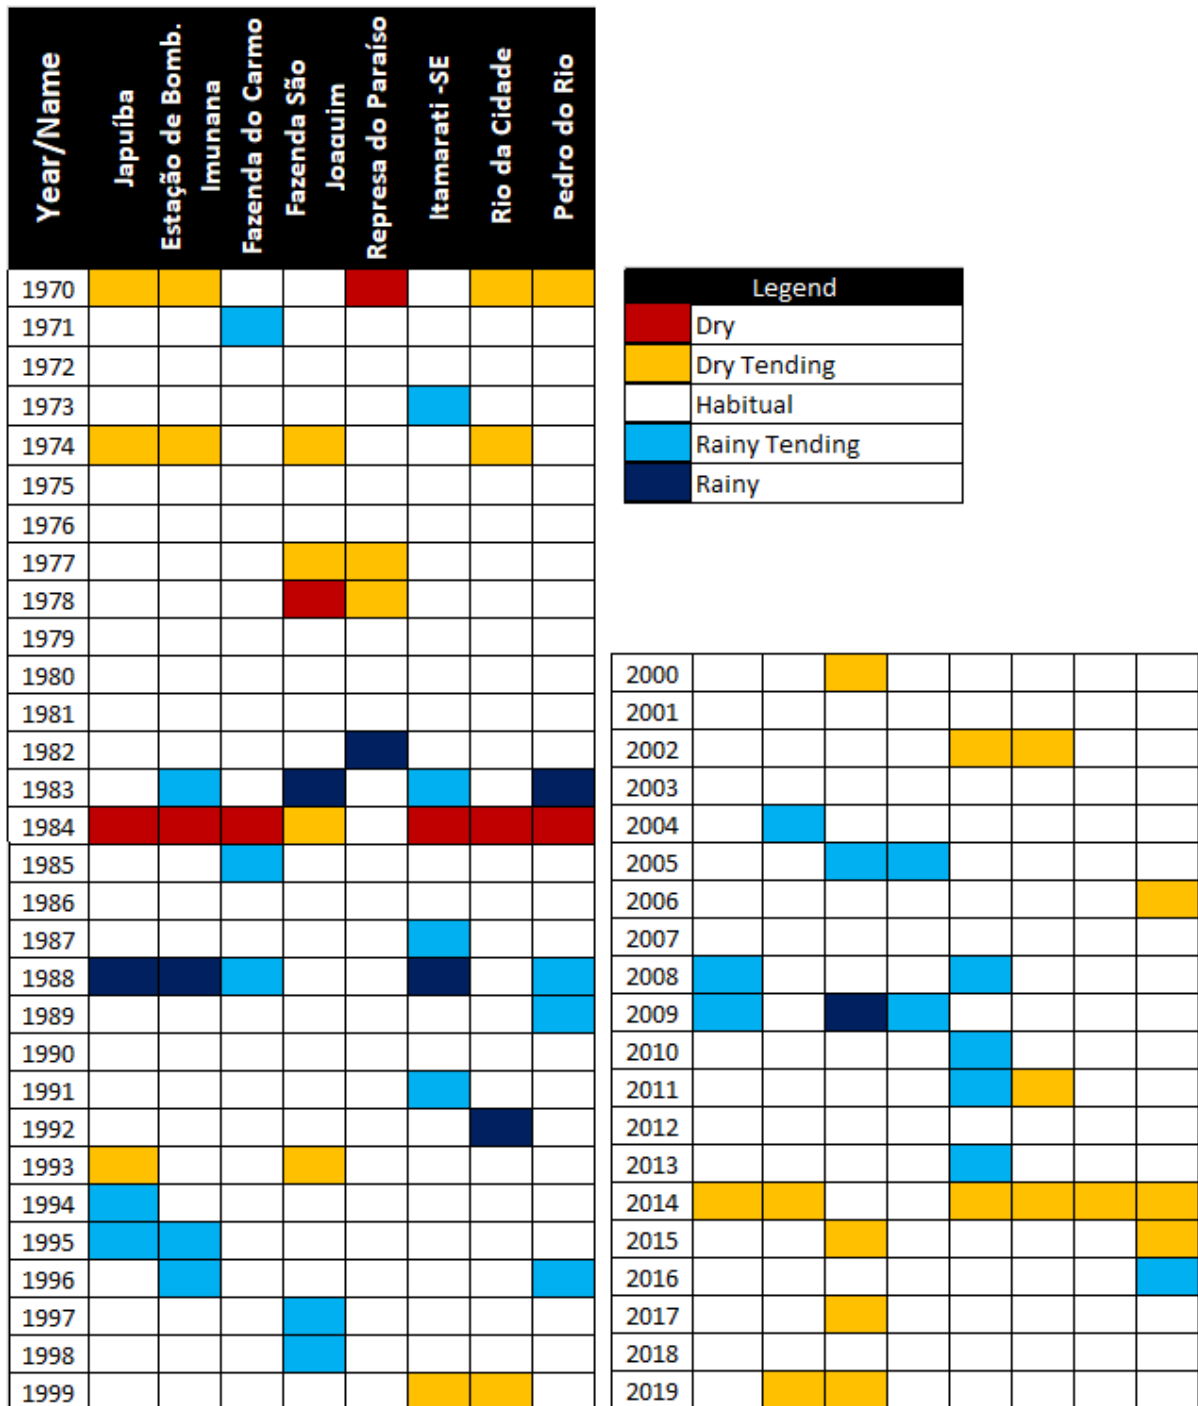 Year/Name
Japuíba
Estação de Bomb.
Imunana
Fazenda do Carmo
Fazenda São
Joaquim
Represa do Paraíso
Itamarati -SE
Rio da Cidade
Pedro do Rio
1970
1971
1972
1973
1974
1975
1976
1977
1978
1979
1980
1981
1982
1983
1984
1985
1986
1987
1988
1989
1990
1991
1992
1993
1994
1995
1996
1997
1998
1999
Legend
Dry
Dry Tending
Habitual
Rainy Tending
Rainy
2000
2001
2002
2003
2004
2005
2006
2007
2008
2009
2010
2011
2012
2013
2014
2015
2016
2017
2018
2019